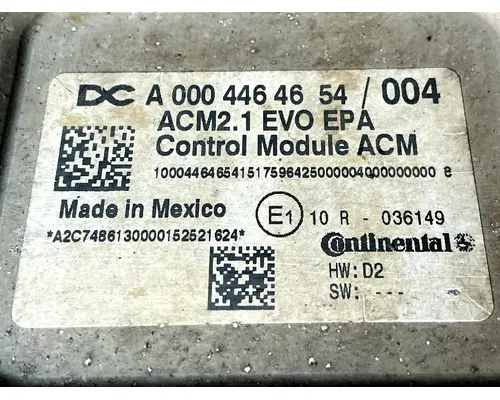 DC A 000 446 46 54 / 004
ACM2.1 EVO EPA
Control Module ACM
10004464654151759642500000400000000 e
Made in Mexico
E1 10 R - 036149
*A2C7486130000152521624*
Continental
HW: D2
SW: ---